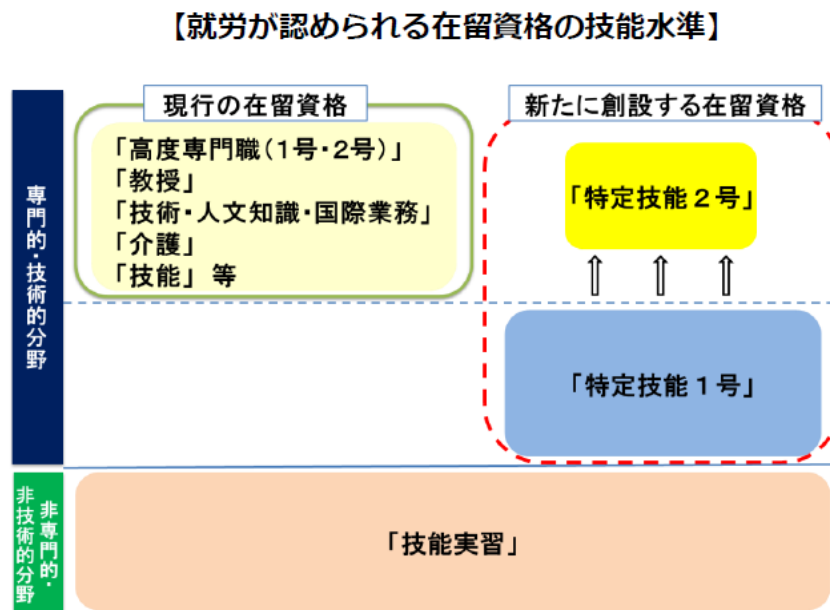 【就労が認められる在留資格の技能水準】
現行の在留資格
「高度専門職（1号・2号）」
「教授」
「技術・人文知識・国際業務」
「介護」
「技能」 等
新たに創設する在留資格
「特定技能２号」
「特定技能１号」
専門的・技術的分野
非専門的・
非技術的分野
「技能実習」